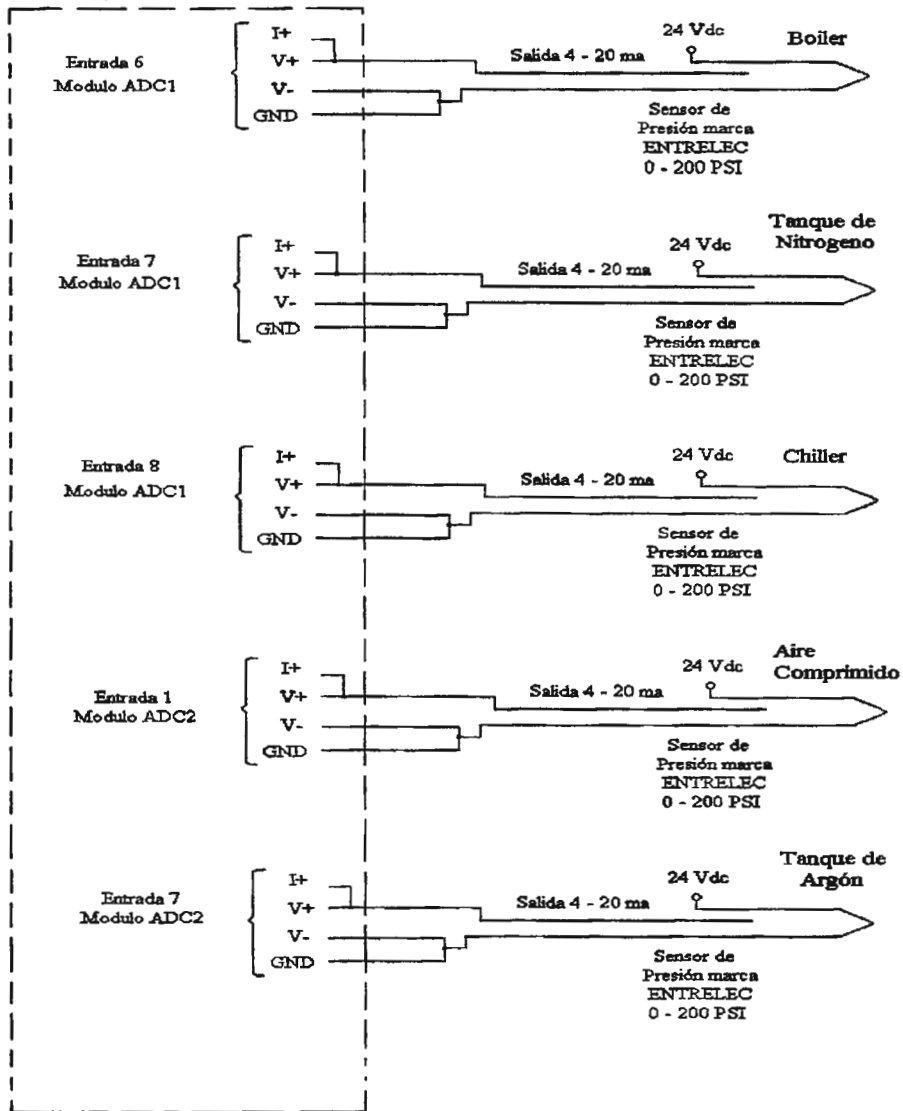 Entrada 6
Modulo ADC1
I+
V+
V-
GND
Salida 4 - 20 ma
24 Vdc
Boiler
Sensor de
Presión marca
ENTRELEC
0 - 200 PSI
Entrada 7
Modulo ADC1
I+
V+
V-
GND
Salida 4 - 20 ma
24 Vdc
Tanque de
Nitrogeno
Sensor de
Presión marca
ENTRELEC
0 - 200 PSI
Entrada 8
Modulo ADC1
I+
V+
V-
GND
Salida 4 - 20 ma
24 Vdc
Chiller
Sensor de
Presión marca
ENTRELEC
0 - 200 PSI
Entrada 1
Modulo ADC2
I+
V+
V-
GND
Salida 4 - 20 ma
24 Vdc
Aire
Comprimido
Sensor de
Presión marca
ENTRELEC
0 - 200 PSI
Entrada 7
Modulo ADC2
I+
V+
V-
GND
Salida 4 - 20 ma
24 Vdc
Tanque de
Argón
Sensor de
Presión marca
ENTRELEC
0 - 200 PSI